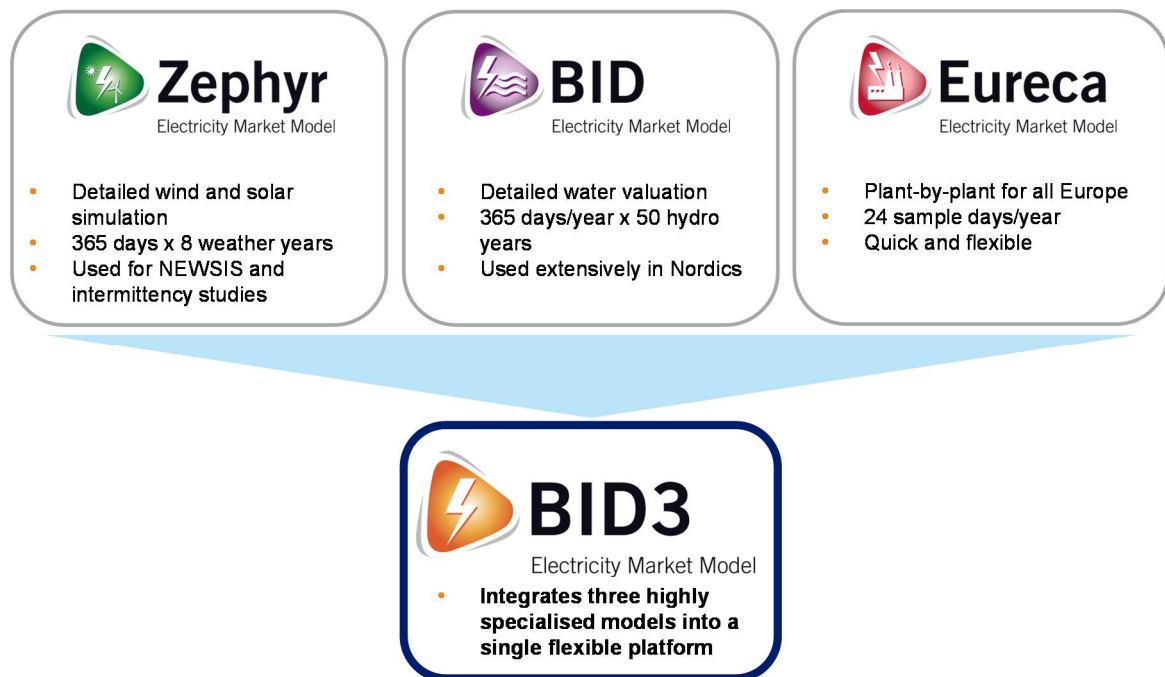 Zephyr
Electricity Market Model
• Detailed wind and solar
simulation
• 365 days x 8 weather years
• Used for NEWSIS and
intermittency studies
BID
Electricity Market Model
• Detailed water valuation
• 365 days/year x 50 hydro
years
• Used extensively in Nordics
Eureca
Electricity Market Model
• Plant-by-plant for all Europe
• 24 sample days/year
• Quick and flexible
BID3
Electricity Market Model
• Integrates three highly
specialised models into a
single flexible platform